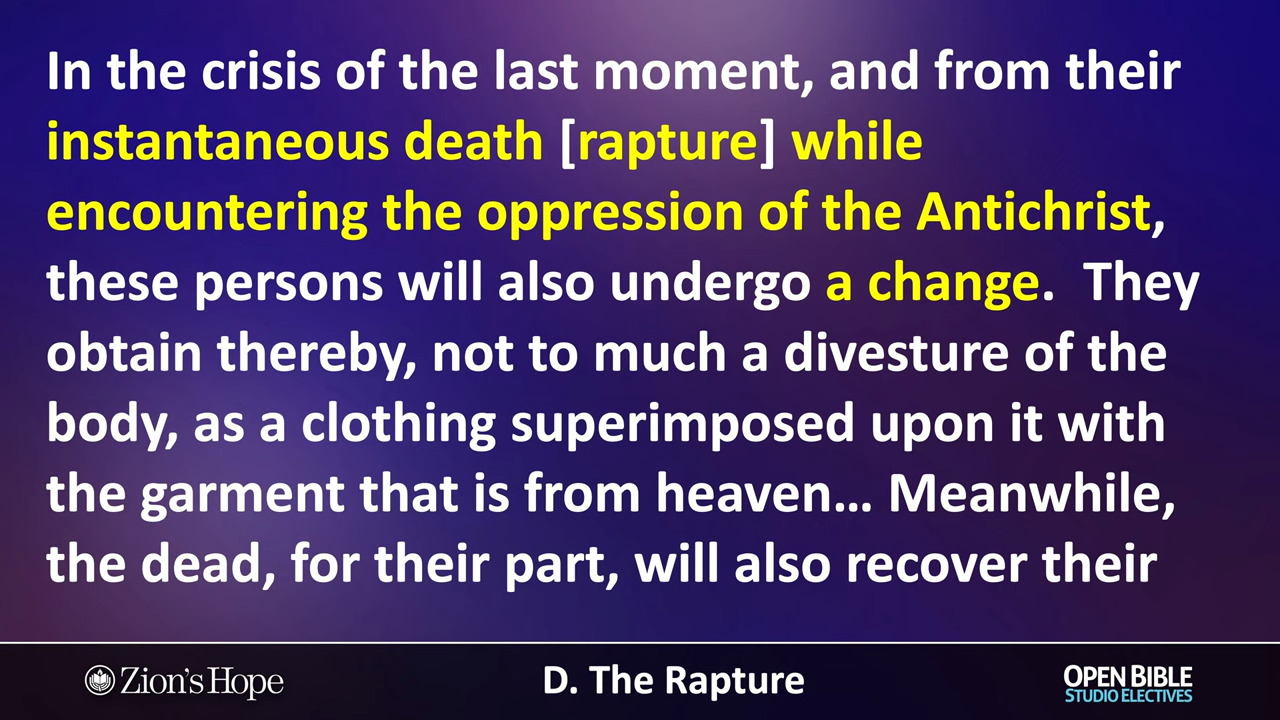 In the crisis of the last moment, and from their
instantaneous death [rapture] while
encountering the oppression of the Antichrist,
these persons will also undergo a change.  They
obtain thereby, not to much a divesture of the
body, as a clothing superimposed upon it with
the garment that is from heaven… Meanwhile,
the dead, for their part, will also recover their
Zion's Hope
D. The Rapture
OPEN BIBLE
STUDIO ELECTIVES